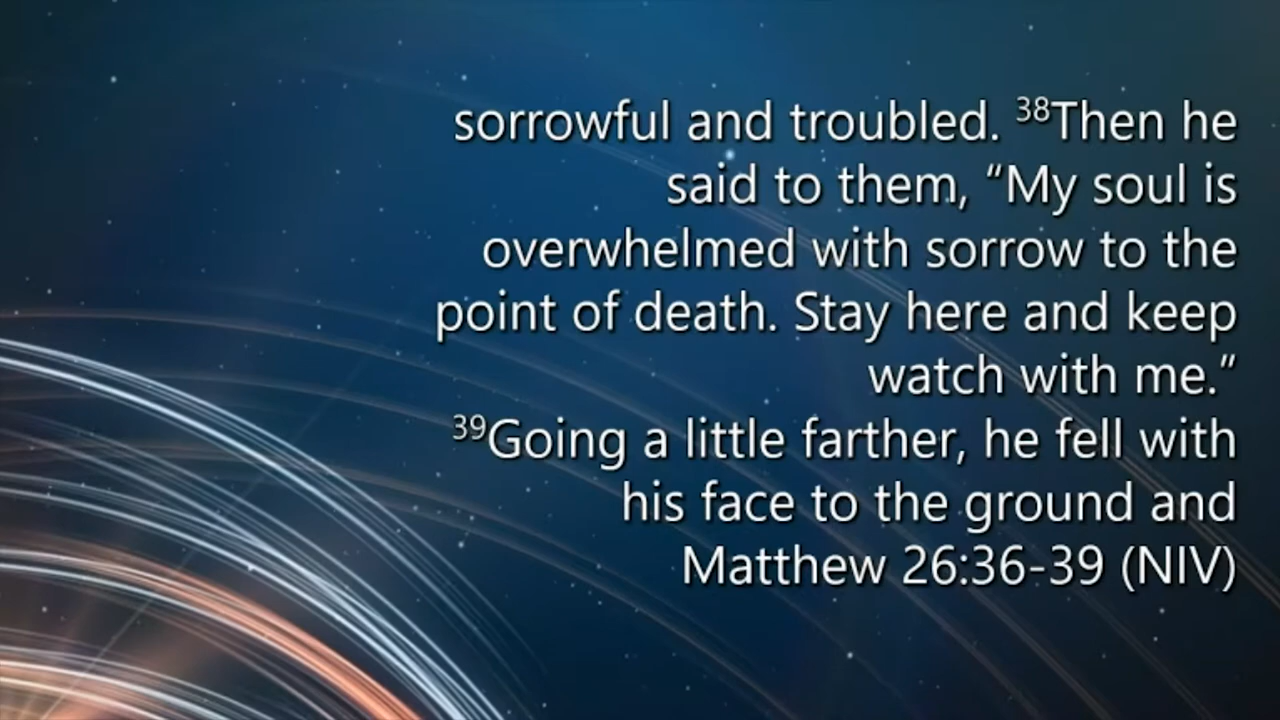 sorrowful and troubled. ³⁸Then he
said to them, “My soul is
overwhelmed with sorrow to the
point of death. Stay here and keep
watch with me.”
³⁹Going a little farther, he fell with
his face to the ground and
Matthew 26:36-39 (NIV)